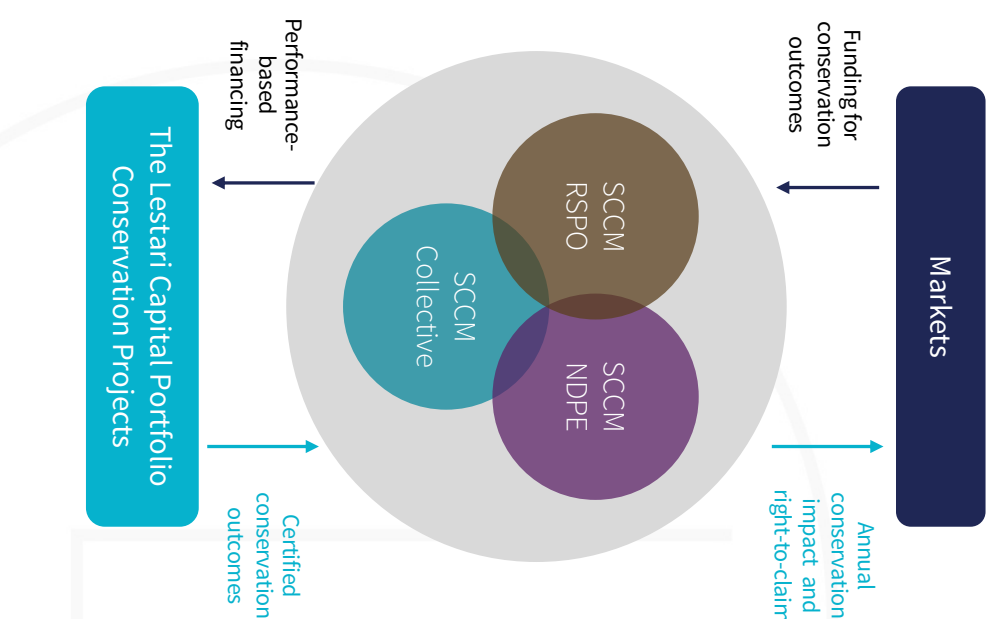 Markets
Funding for
conservation
outcomes
Annual
conservation
impact and
right-to-claim
SCCM
RSPO
SCCM
NDPE
SCCM
Collective
Performance-
based
financing
Certified
conservation
outcomes
The Lestari Capital Portfolio
Conservation Projects